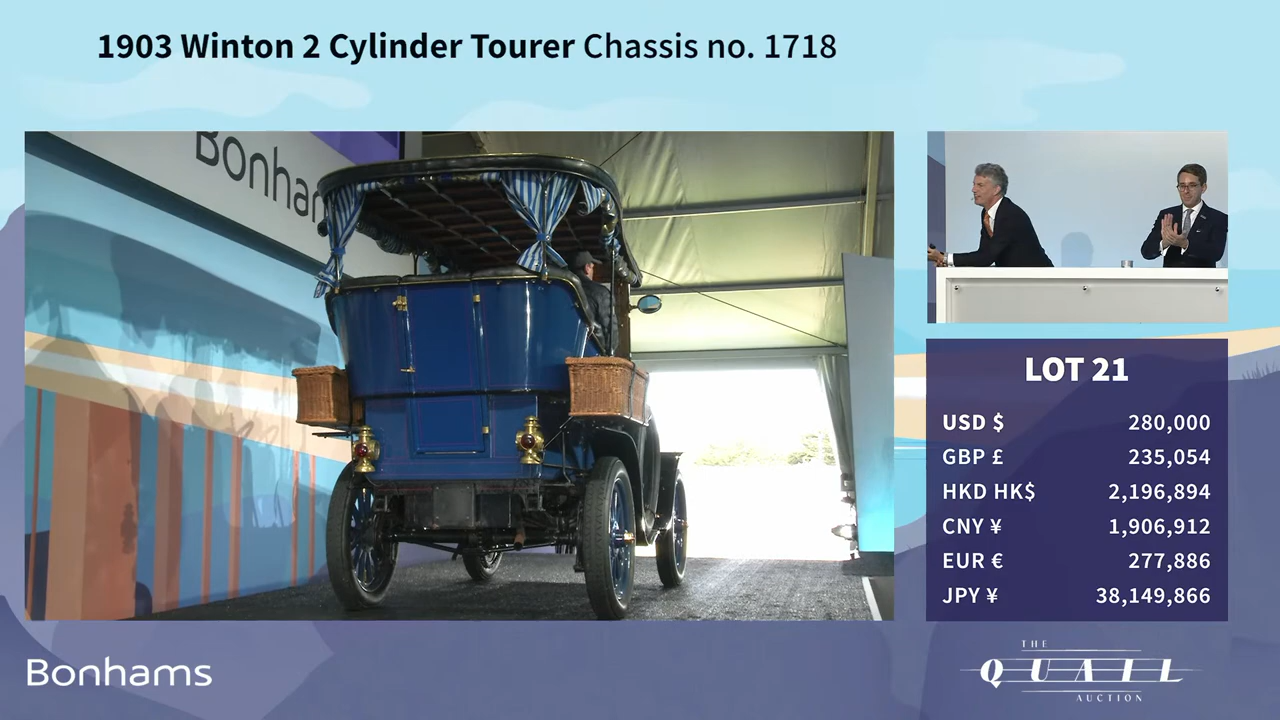 1903 Winton 2 Cylinder Tourer Chassis no. 1718
Bonham
LOT 21
USD $ 280,000
GBP £ 235,054
HKD HK$ 2,196,894
CNY ¥ 1,906,912
EUR € 277,886
JPY ¥ 38,149,866
Bonhams
THE
QUAIL
AUCTION